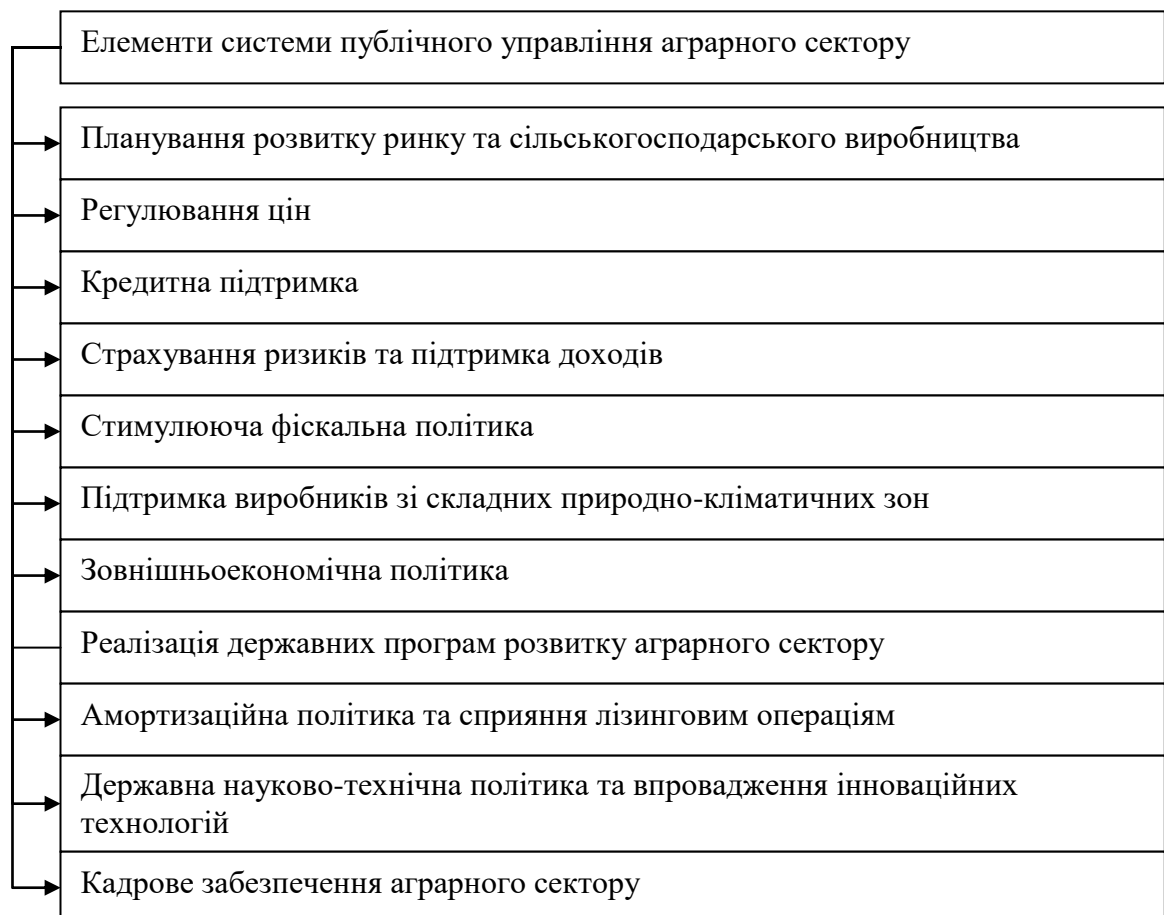 Елементи системи публічного управління аграрного сектору
Планування розвитку ринку та сільськогосподарського виробництва
Регулювання цін
Кредитна підтримка
Страхування ризиків та підтримка доходів
Стимулююча фіскальна політика
Підтримка виробників зі складних природно-кліматичних зон
Зовнішньоекономічна політика
Реалізація державних програм розвитку аграрного сектору
Амортизаційна політика та сприяння лізинговим операціям
Державна науково-технічна політика та впровадження інноваційних
технологій
Кадрове забезпечення аграрного сектору